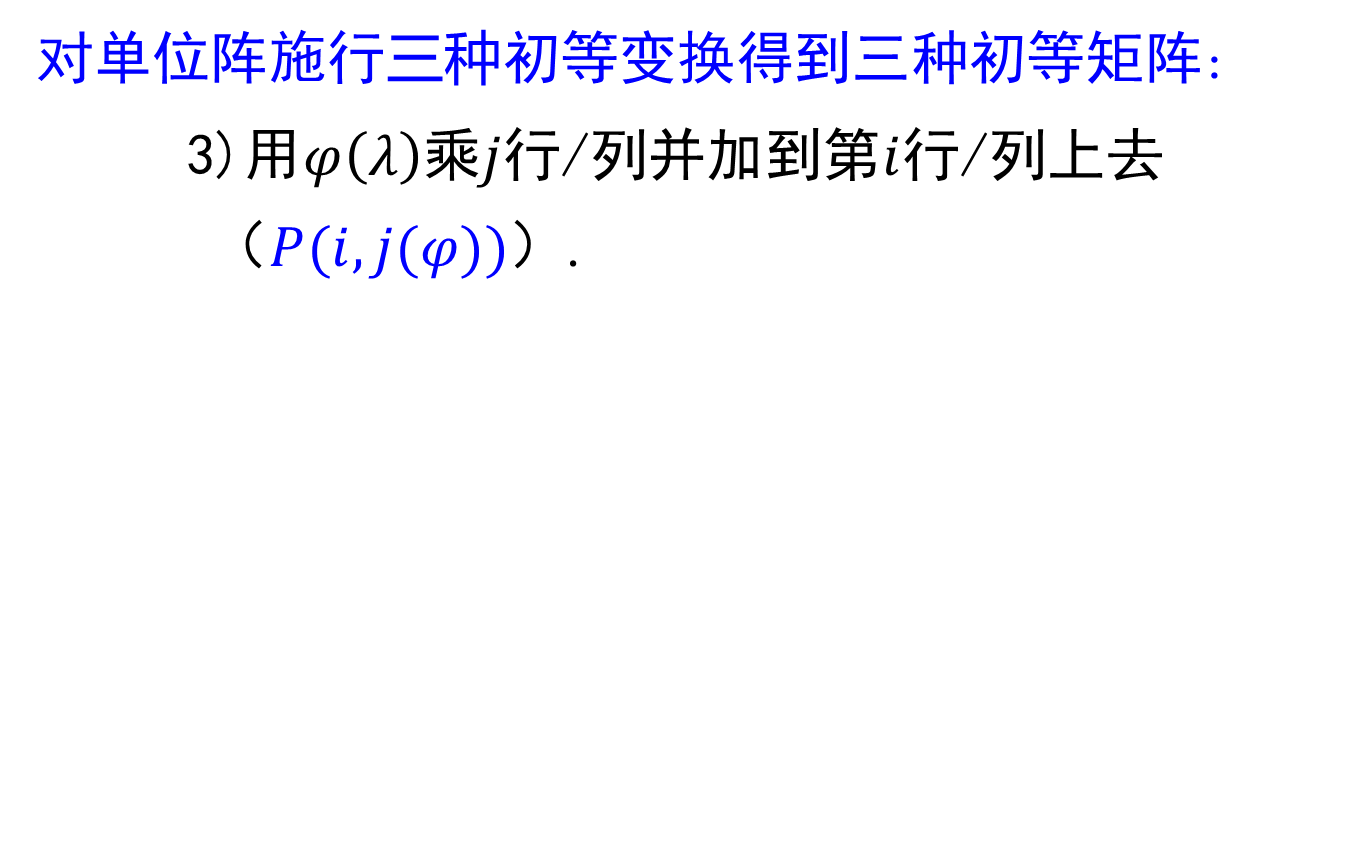 对单位阵施行三种初等变换得到三种初等矩阵:
3)用φ(λ)乘j行/列并加到第i行/列上去
（P(i,j(φ))）.